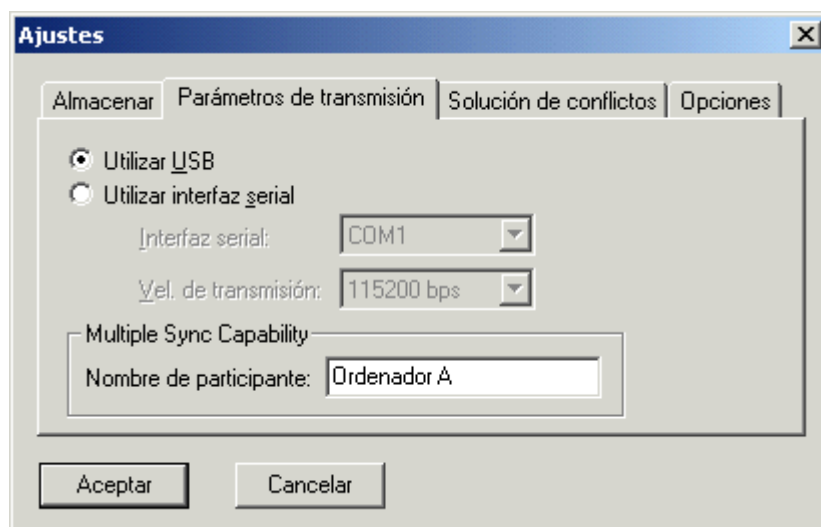 Ajustes
Almacenar Parámetros de transmisión Solución de conflictos Opciones
Utilizar USB
Utilizar interfaz serial
Interfaz serial: COM1
Vel. de transmisión: 115200 bps
Multiple Sync Capability
Nombre de participante: Ordenador A
Aceptar Cancelar